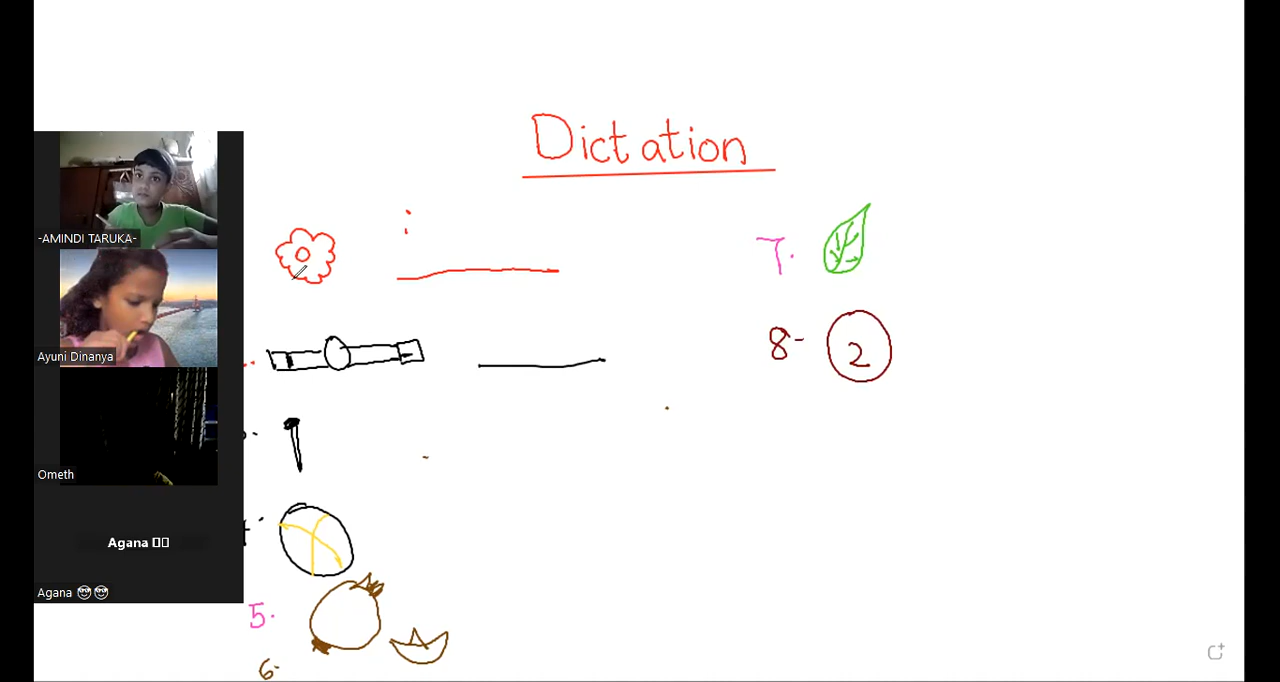 Dictation
-AMINDI TARUKA-
7.
Ayuni Dinanya
8- 2
Ometh
Agana
Agana 😎😎
5.
6-